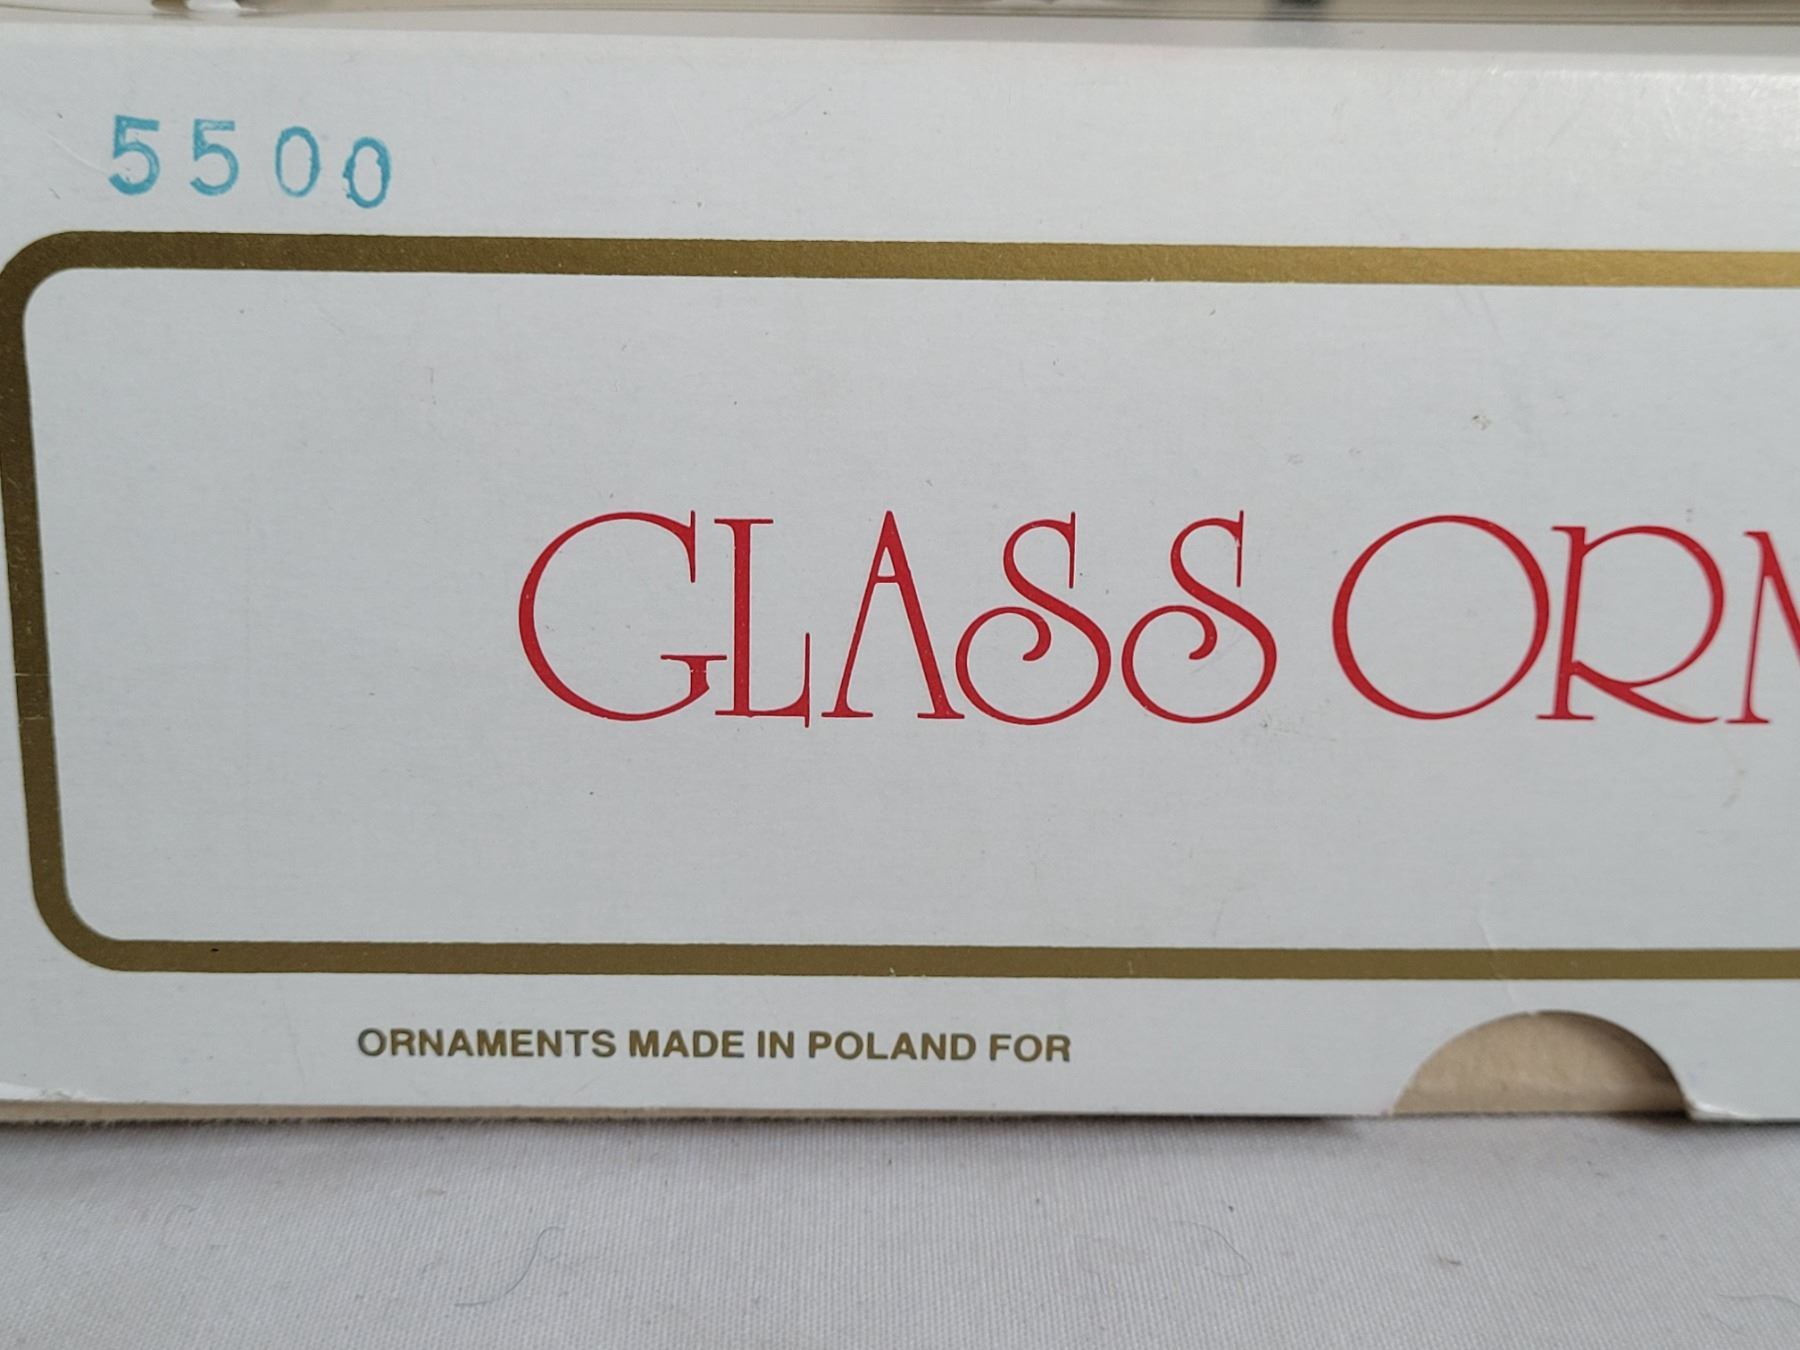 5500
GLASS ORN
ORNAMENTS MADE IN POLAND FOR